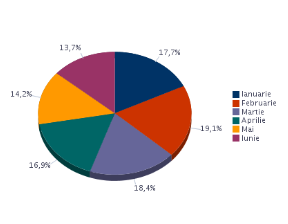 13,7%
17,7%
14,2%
19,1%
16,9%
18,4%
Ianuarie
Februarie
Martie
Aprilie
Mai
Iunie